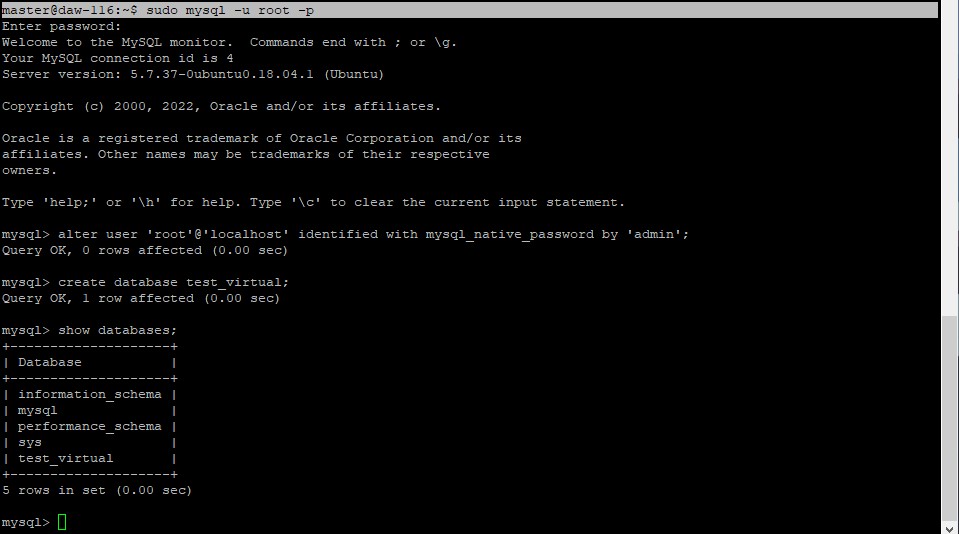 master@daw-116:~$ sudo mysql -u root -p
Enter password:
Welcome to the MySQL monitor.  Commands end with ; or \g.
Your MySQL connection id is 4
Server version: 5.7.37-0ubuntu0.18.04.1 (Ubuntu)
Copyright (c) 2000, 2022, Oracle and/or its affiliates.
Oracle is a registered trademark of Oracle Corporation and/or its
affiliates. Other names may be trademarks of their respective
owners.
Type 'help;' or '\h' for help. Type '\c' to clear the current input statement.
mysql> alter user 'root'@'localhost' identified with mysql_native_password by 'admin';
Query OK, 0 rows affected (0.00 sec)
mysql> create database test_virtual;
Query OK, 1 row affected (0.00 sec)
mysql> show databases;
+--------------------+
| Database           |
+--------------------+
| information_schema |
| mysql              |
| performance_schema |
| sys                |
| test_virtual       |
+--------------------+
5 rows in set (0.00 sec)
mysql>